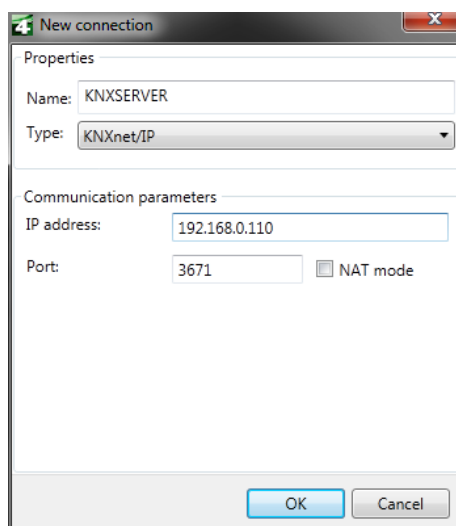 4 New connection
X
Properties
Name: KNXSERVER
Type: KNXnet/IP
Communication parameters
IP address: 192.168.0.110
Port: 3671 NAT mode
OK Cancel